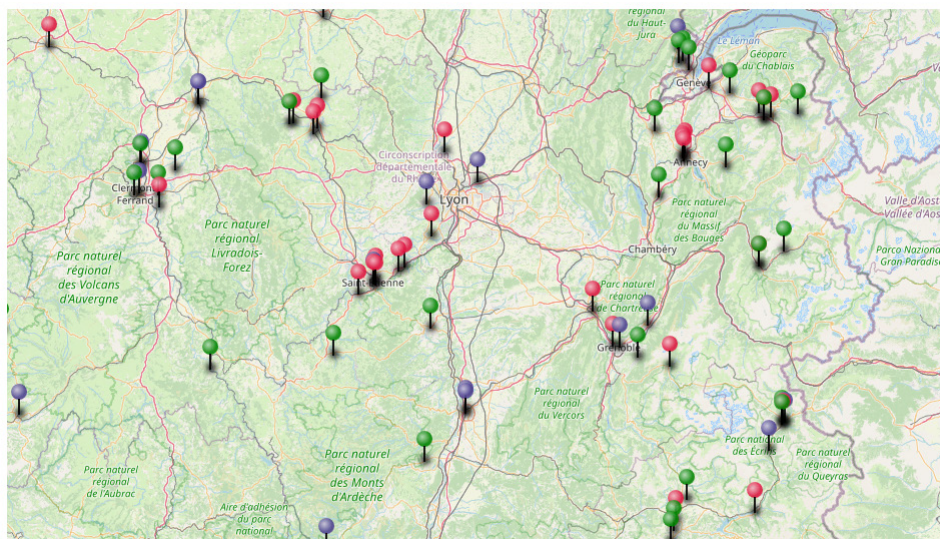 régional
du Haut-
Jura
Le Léman
Géoparc
du Chablais
Genève
Circonscription
départementale
du
Annecy
Clermont
Ferrand
Lyon
Parc naturel
régional
du Massif
des Bauges
Valle d'Aosta
Vallée d'Aoste
Parc naturel
régional
Livradois-
Forez
Chambéry
Parco Nazionale
Gran Paradiso
Parc naturel
régional
des Volcans
d'Auvergne
Saint-Étienne
Parc naturel
régional
de Chartreuse
Grenoble
Parc naturel
régional
du Vercors
Parc national
des Écrins
Parc naturel
régional
du Queyras
Parc naturel
régional
des Monts
d'Ardèche
Parc naturel
régional
de l'Aubrac
Aire d'adhésion
du parc
national